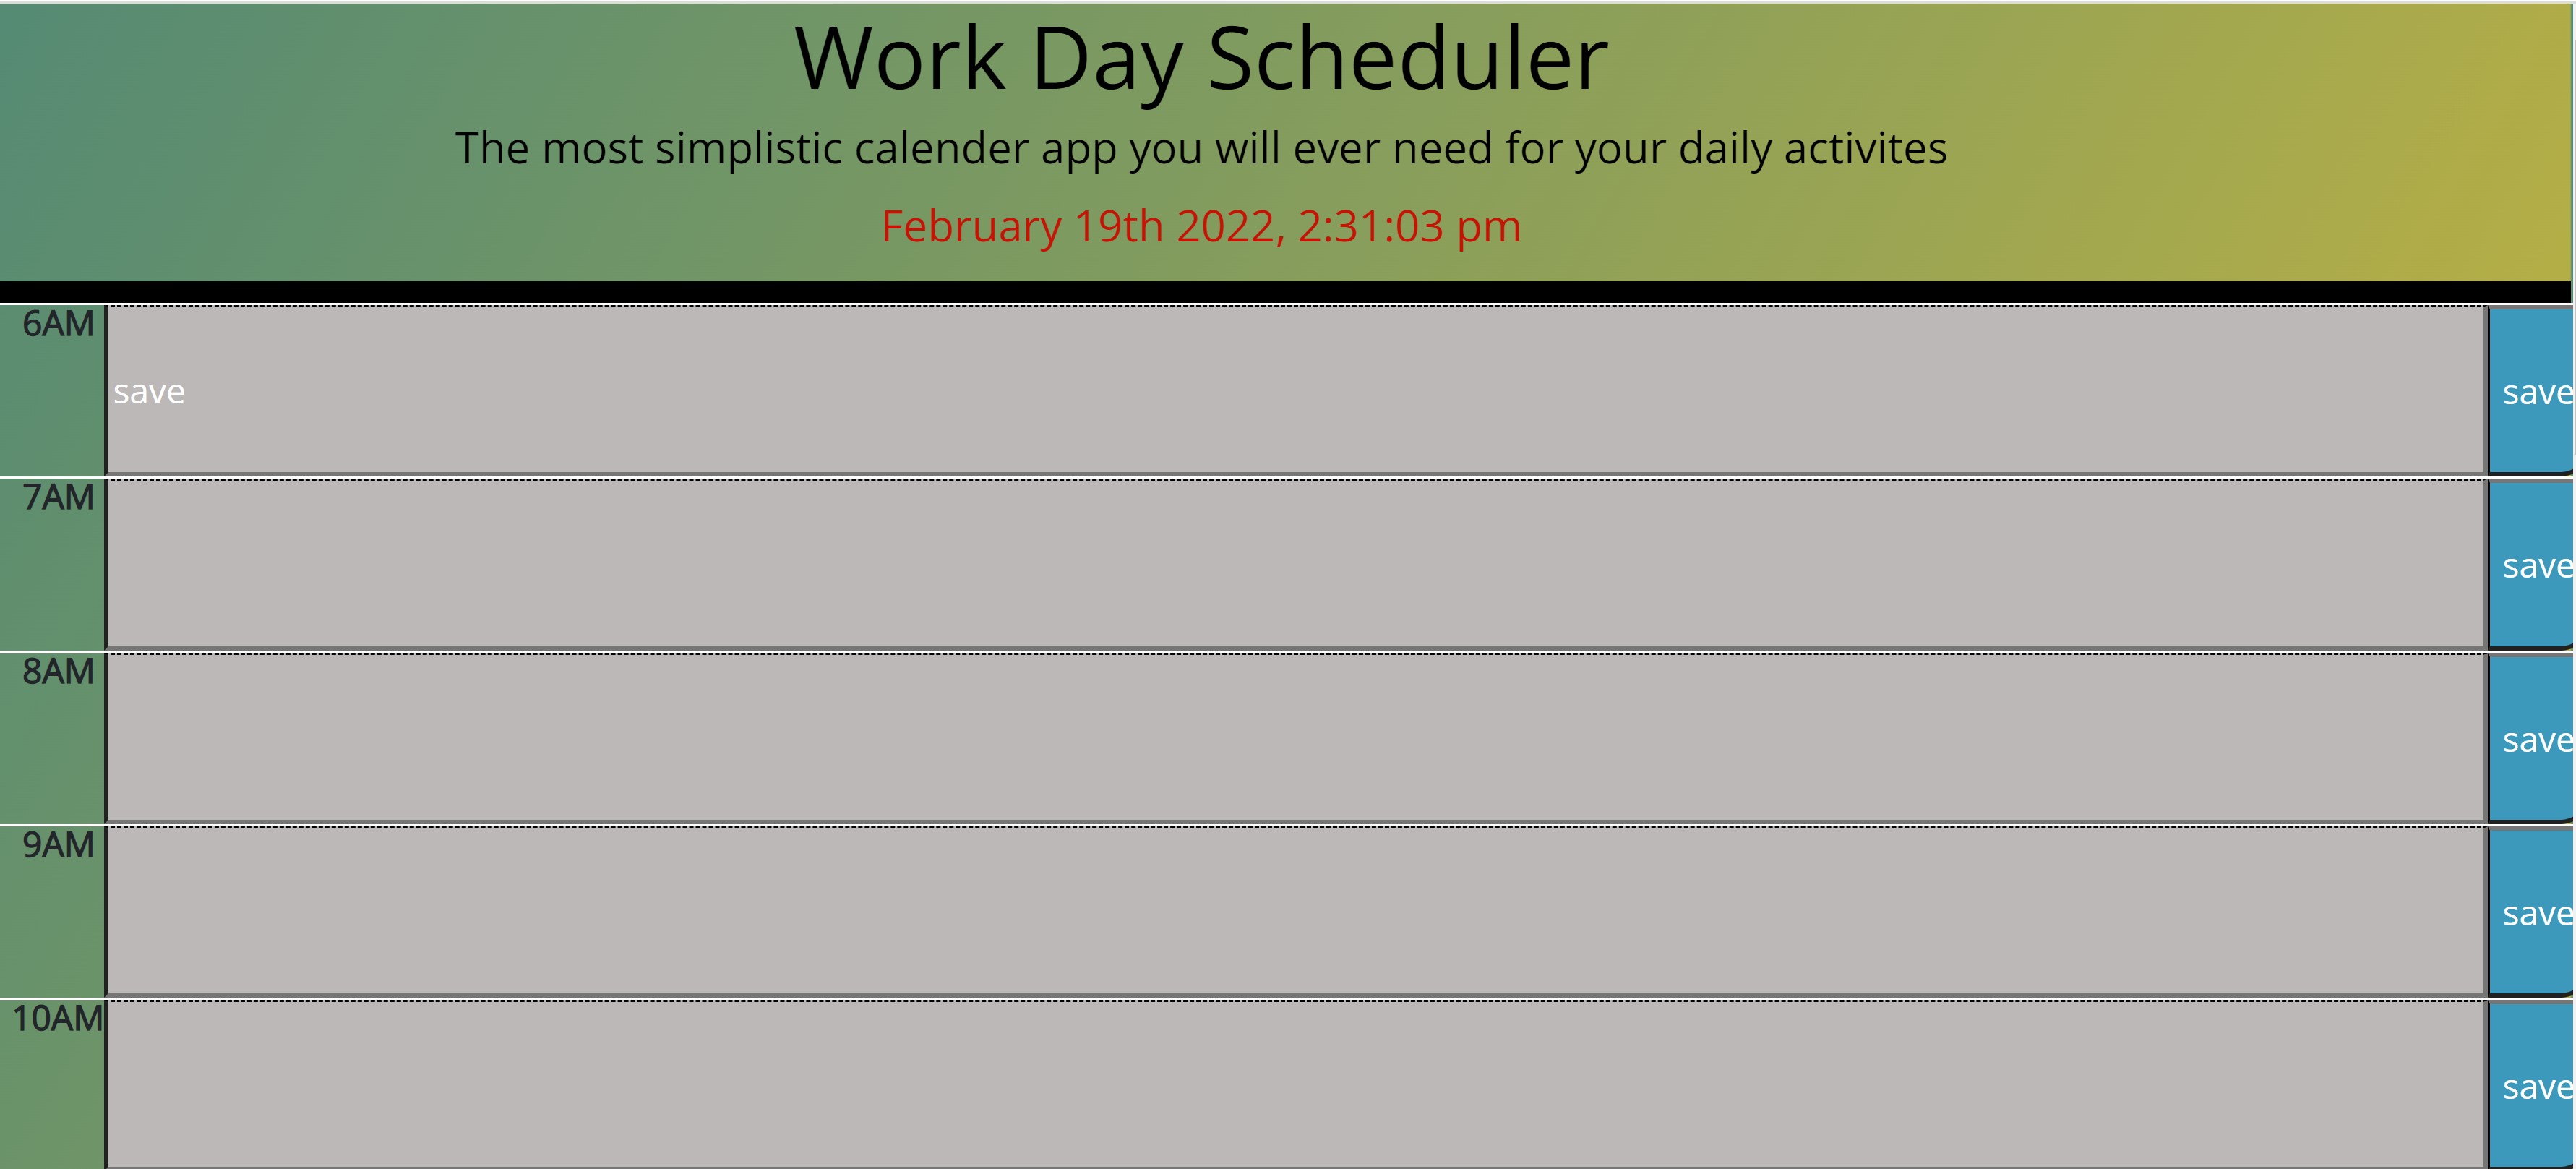 Work Day Scheduler
The most simplistic calender app you will ever need for your daily activites
February 19th 2022, 2:31:03 pm
6AM
save save
7AM
save
8AM
save
9AM
save
10AM
save